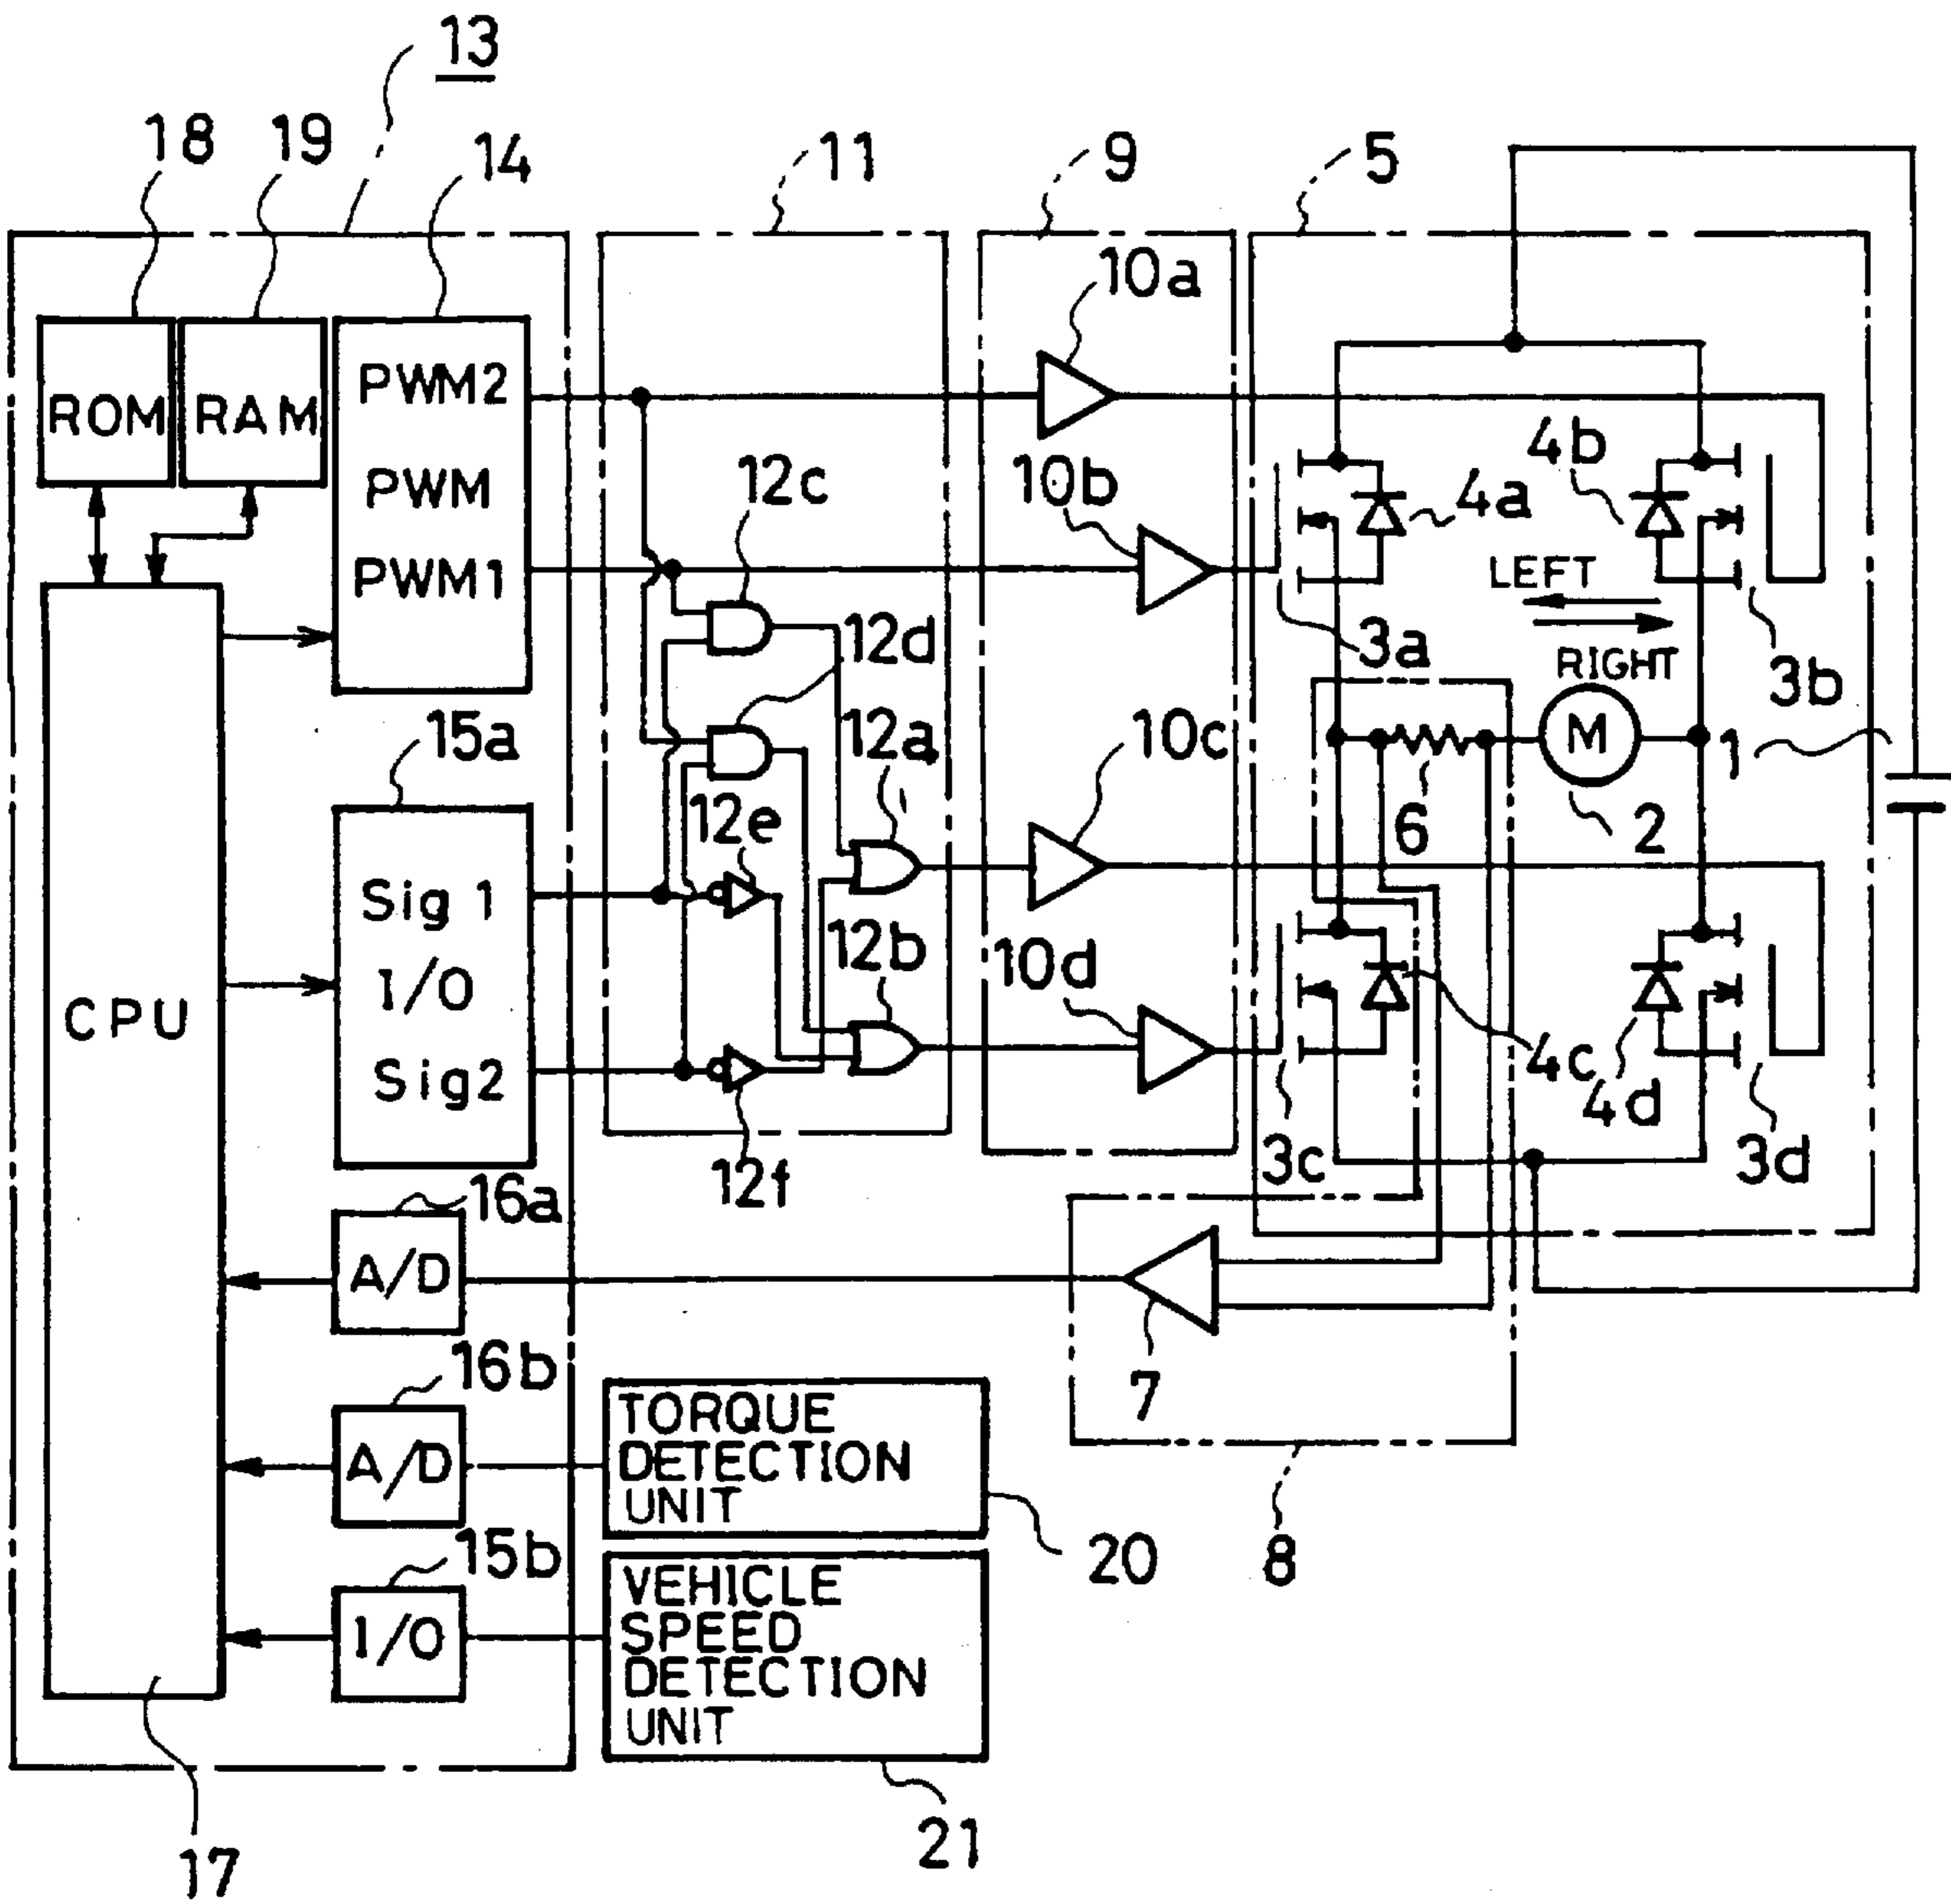 13
18 19 14 11 9 5
10a
ROM RAM PWM2
PWM
PWM1
12c 10b 4a 4b
LEFT
RIGHT
12d 3a 3b
15a 12a 10c M 1
12e 6 2
Sig 1
I/O
Sig2
CPU
12b 10d 4c 4d
12f 3c 3d
16a
A/D
7
16b
A/D
TORQUE
DETECTION
UNIT
20 8
15b
I/O
VEHICLE
SPEED
DETECTION
UNIT
17 21